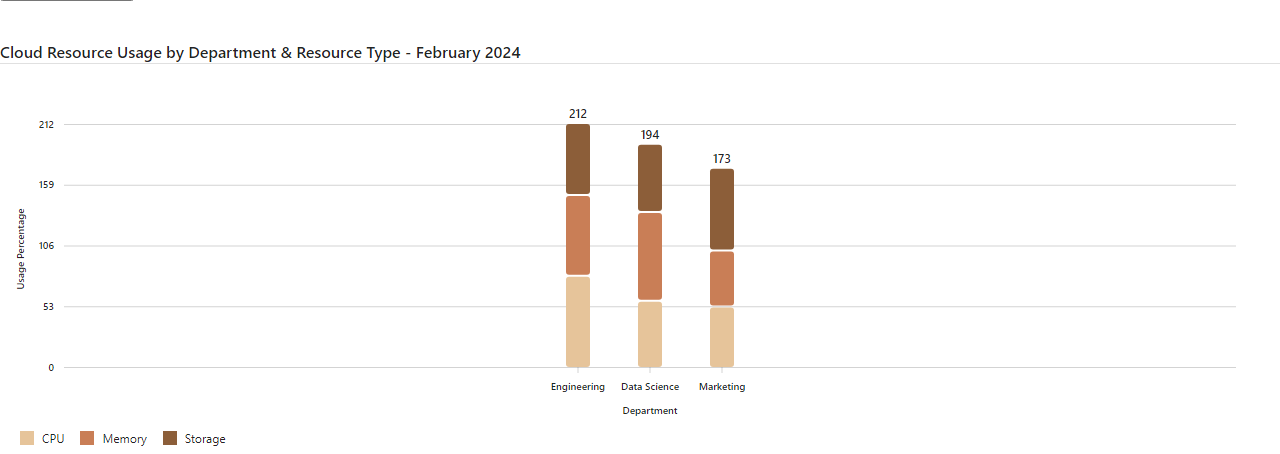 Cloud Resource Usage by Department & Resource Type - February 2024
212
194
173
212
159
106
53
0
Usage Percentage
Engineering Data Science Marketing
Department
CPU Memory Storage